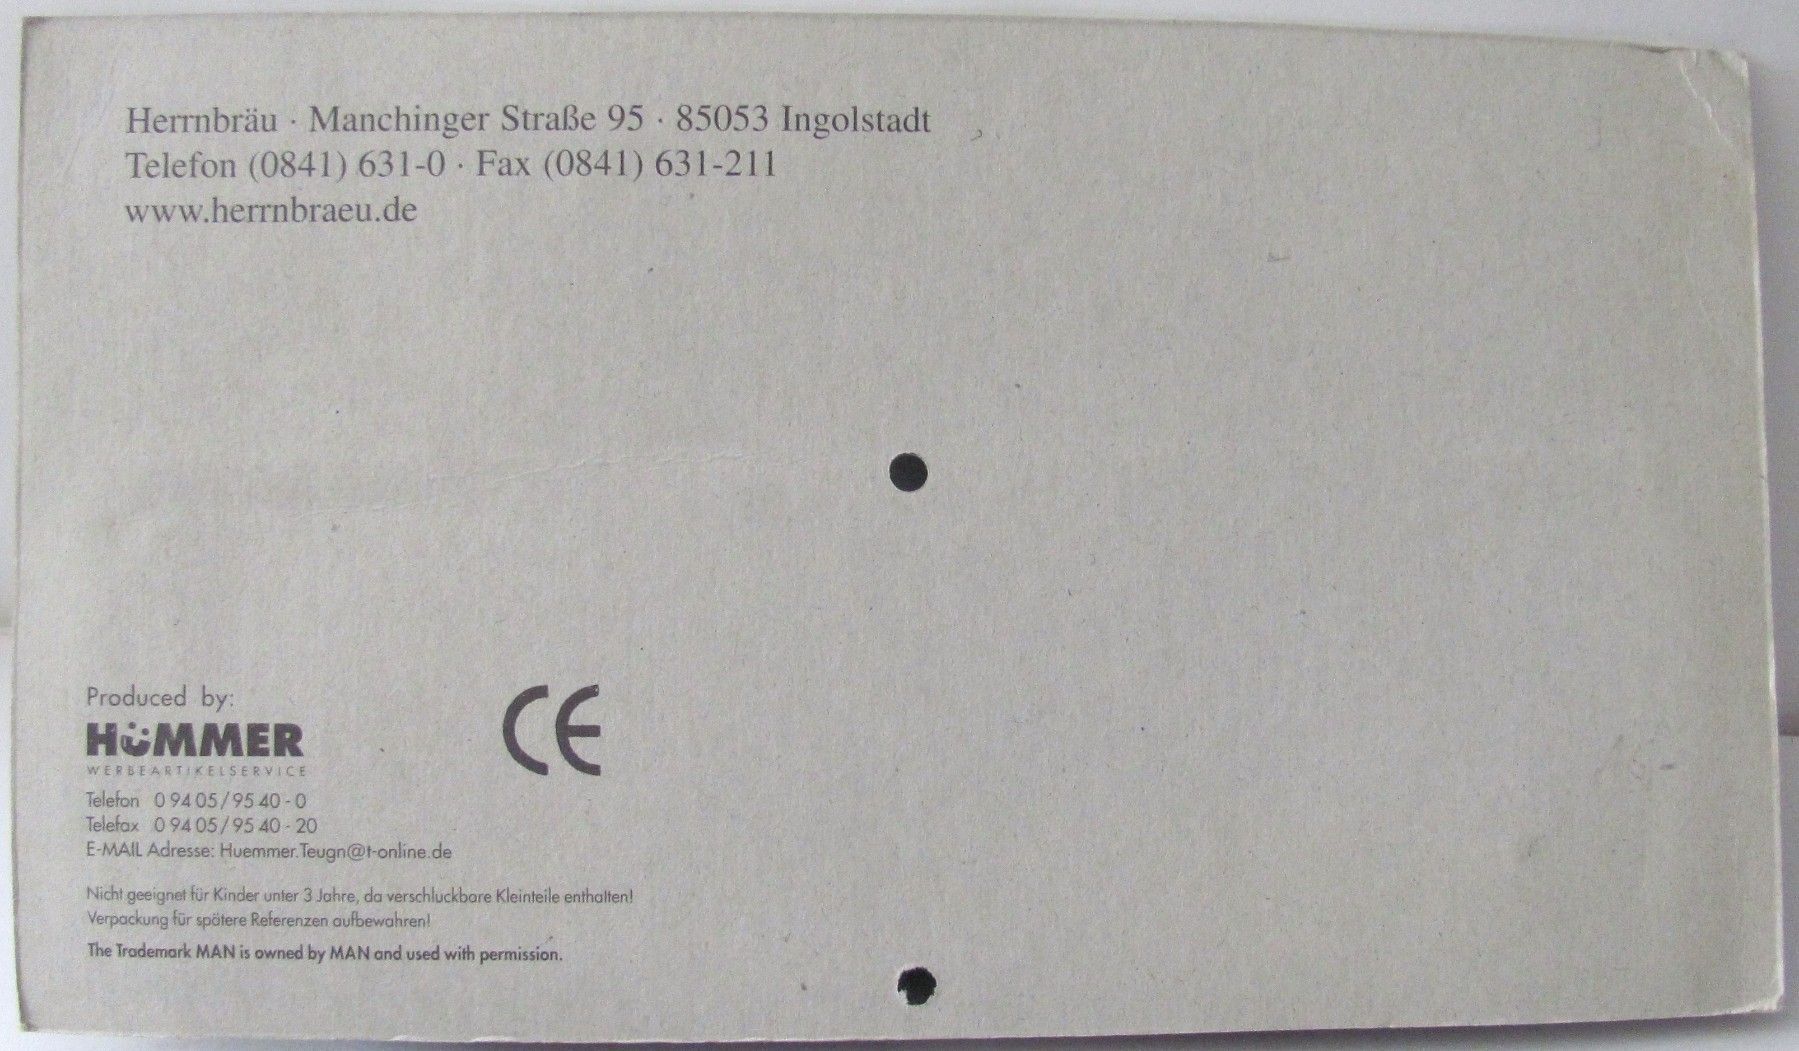 Herrnbräu · Manchinger Straße 95 · 85053 Ingolstadt
Telefon (0841) 631-0 · Fax (0841) 631-211
www.herrnbraeu.de
Produced by:
HÜMMER
WERBEARTIKELSERVICE
CE
Telefon 0 94 05/95 40 - 0
Telefax 0 94 05/95 40 - 20
E-MAIL Adresse: Huemmer.Teugn@t-online.de
Nicht geeignet für Kinder unter 3 Jahre, da verschluckbare Kleinteile enthalten!
Verpackung für spätere Referenzen aufbewahren!
The Trademark MAN is owned by MAN and used with permission.